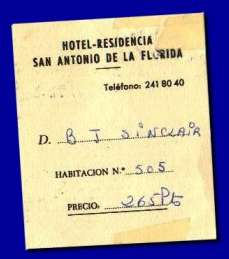 HOTEL-RESIDENCIA
SAN ANTONIO DE LA FLORIDA
Teléfono: 241 80 40
D. B J SINCLAIR
HABITACION N.º 505
PRECIO: 265 Pts